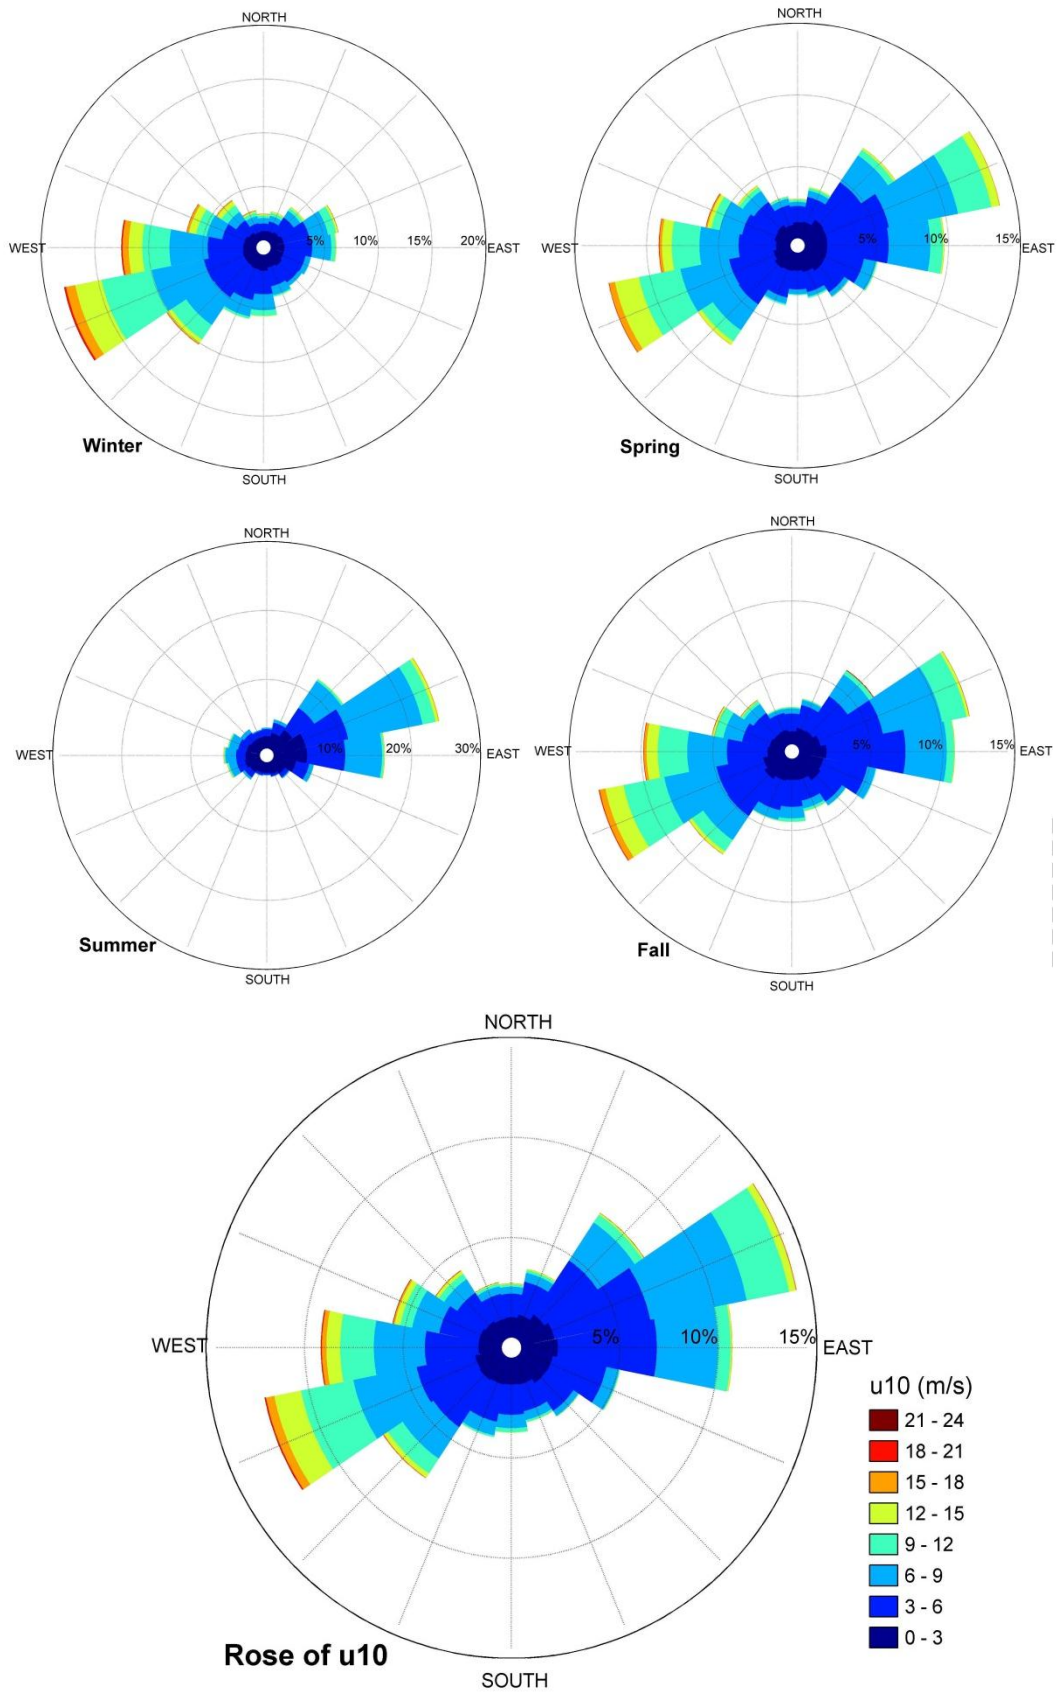 NORTH
NORTH
WEST
5%
10%
15%
20%
EAST
5%
10%
15%
EAST
Winter
Spring
SOUTH
SOUTH
NORTH
NORTH
WEST
10%
20%
30%
EAST
WEST
5%
10%
15%
EAST
Summer
Fall
SOUTH
SOUTH
NORTH
WEST
5%
10%
15%
EAST
u10 (m/s)
21 - 24
18 - 21
15 - 18
12 - 15
9 - 12
6 - 9
3 - 6
0 - 3
Rose of u10
SOUTH